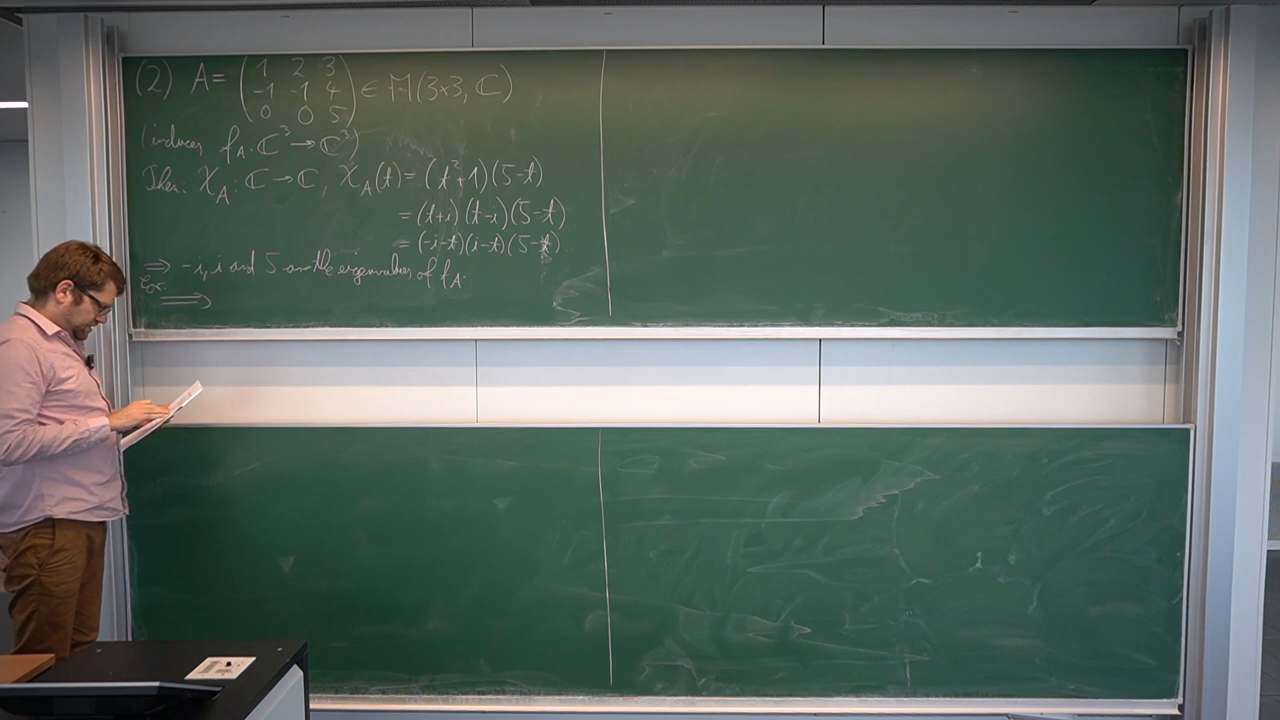 (2) A = ( 1 2 3
-1 -1 4
0 0 5 ) ∈ M(3×3, ℂ)
(induces f_A: ℂ³ → ℂ³)
Then: χ_A: ℂ → ℂ, χ_A(t) = (t²+1)(5-t)
= (t+i)(t-i)(5-t)
= (-i-t)(i-t)(5-t)
⟹ -i, i and 5 are the eigenvalues of f_A.
Cor.
⟹